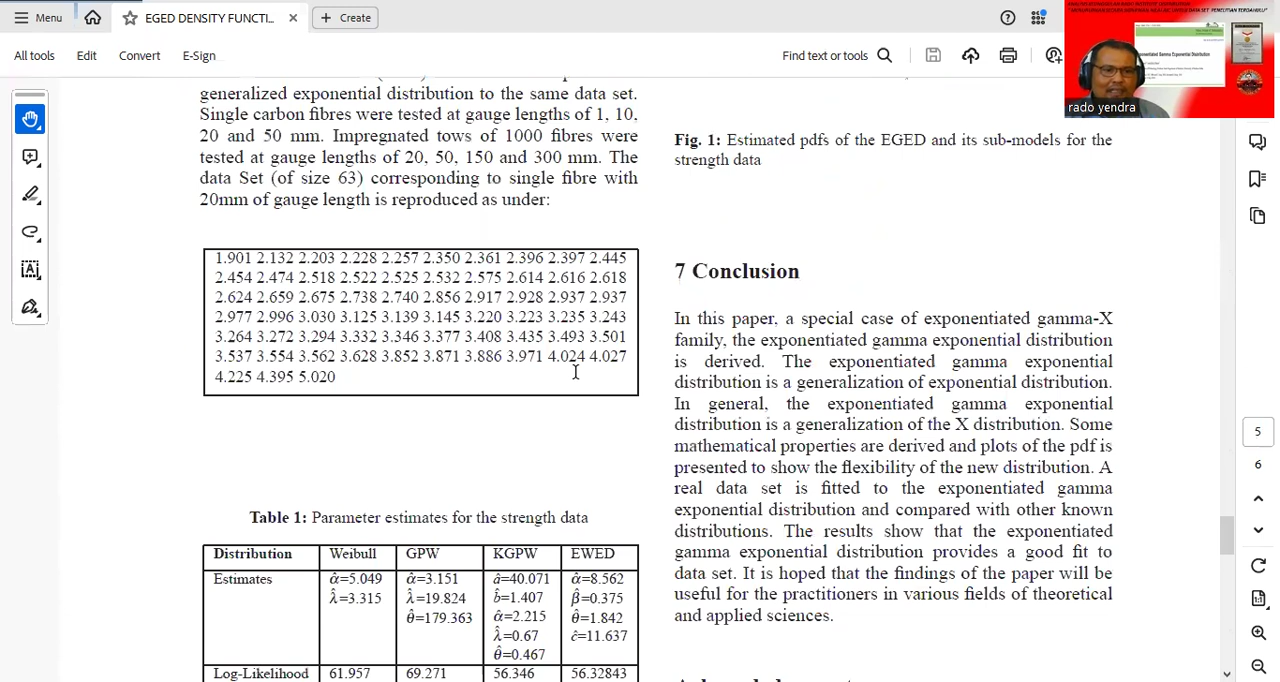 Menu
EGED DENSITY FUNCTI...
Create
All tools
Edit
Convert
E-Sign
Find text or tools
rado yendra
generalized exponential distribution to the same data set.
Single carbon fibres were tested at gauge lengths of 1, 10,
20 and 50 mm. Impregnated tows of 1000 fibres were
tested at gauge lengths of 20, 50, 150 and 300 mm. The
data Set (of size 63) corresponding to single fibre with
20mm of gauge length is reproduced as under:
1.901 2.132 2.203 2.228 2.257 2.350 2.361 2.396 2.397 2.445
2.454 2.474 2.518 2.522 2.525 2.532 2.575 2.614 2.616 2.618
2.624 2.659 2.675 2.738 2.740 2.856 2.917 2.928 2.937 2.937
2.977 2.996 3.030 3.125 3.139 3.145 3.220 3.223 3.235 3.243
3.264 3.272 3.294 3.332 3.346 3.377 3.408 3.435 3.493 3.501
3.537 3.554 3.562 3.628 3.852 3.871 3.886 3.971 4.024 4.027
4.225 4.395 5.020
Table 1: Parameter estimates for the strength data
Distribution Weibull GPW KGPW EWED
Estimates α̂=5.049 α̂=3.151 â=40.071 α̂=8.562
λ̂=3.315 λ̂=19.824 b̂=1.407 β̂=0.375
θ̂=179.363 α̂=2.215 θ̂=1.842
λ̂=0.67 ĉ=11.637
θ̂=0.467
Log-Likelihood 61.957 69.271 56.346 56.32843
Fig. 1: Estimated pdfs of the EGED and its sub-models for the
strength data
7 Conclusion
In this paper, a special case of exponentiated gamma-X
family, the exponentiated gamma exponential distribution
is derived. The exponentiated gamma exponential
distribution is a generalization of exponential distribution.
In general, the exponentiated gamma exponential
distribution is a generalization of the X distribution. Some
mathematical properties are derived and plots of the pdf is
presented to show the flexibility of the new distribution. A
real data set is fitted to the exponentiated gamma
exponential distribution and compared with other known
distributions. The results show that the exponentiated
gamma exponential distribution provides a good fit to
data set. It is hoped that the findings of the paper will be
useful for the practitioners in various fields of theoretical
and applied sciences.
5
6